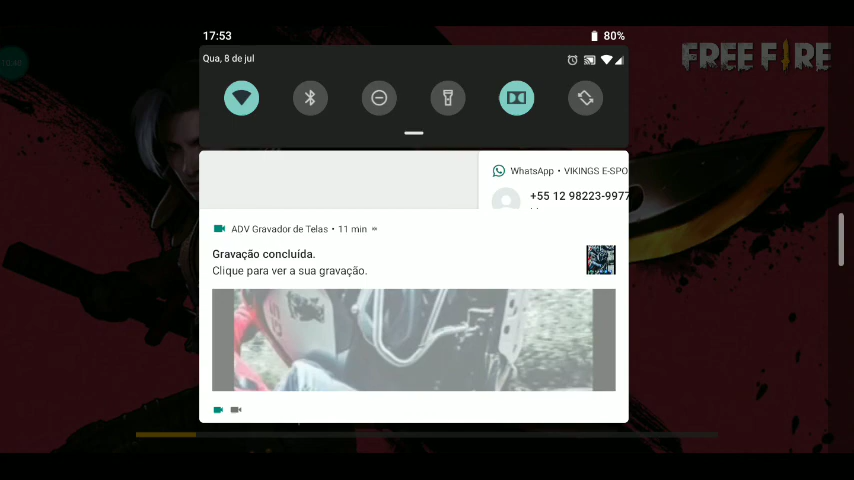 17:53
80%
Qua, 8 de jul
FREE FIRE
WhatsApp • VIKINGS E-SPO
+55 12 98223-9977
ADV Gravador de Telas • 11 min
Gravação concluída.
Clique para ver a sua gravação.